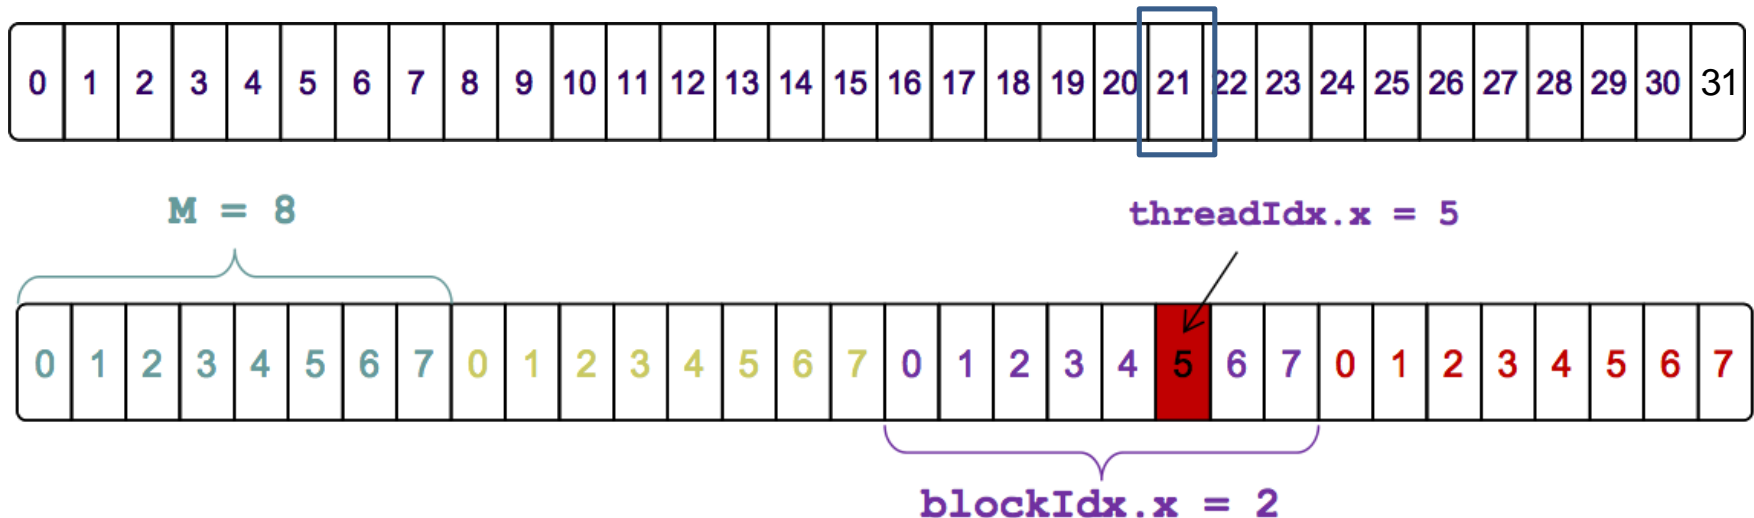 0 1 2 3 4 5 6 7 8 9 10 11 12 13 14 15 16 17 18 19 20 21 22 23 24 25 26 27 28 29 30 31
M = 8
threadIdx.x = 5
0 1 2 3 4 5 6 7 0 1 2 3 4 5 6 7 0 1 2 3 4 5 6 7 0 1 2 3 4 5 6 7
blockIdx.x = 2